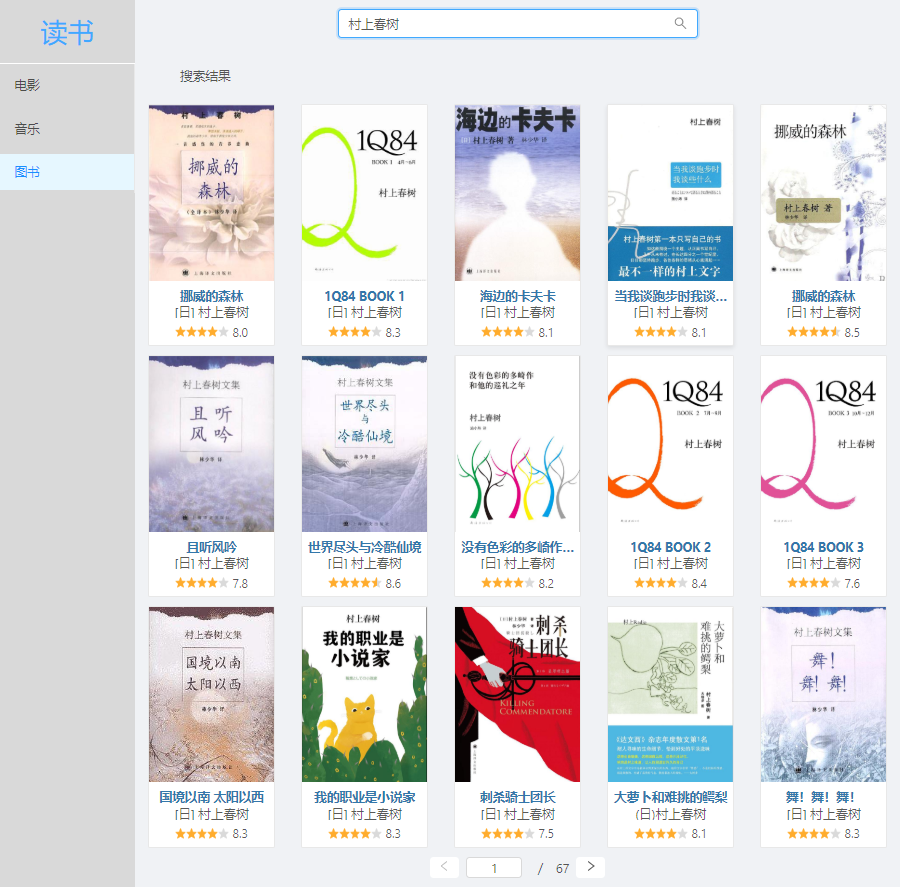 读书
村上春树
电影
音乐
图书
搜索结果
村上春树
挪威的
森林
1Q84
BOOK 1 4月~6月
村上春树
海边的卡夫卡
村上春树 著
林少华 译
村上春树
当我谈跑步时
我谈些什么
村上春树第一本只写自己的书
最不一样的村上文字
挪威的森林
村上春树 著
林少华 译
挪威的森林
[日] 村上春树
8.0
1Q84 BOOK 1
[日] 村上春树
8.3
海边的卡夫卡
[日] 村上春树
8.1
当我谈跑步时我谈...
[日] 村上春树
8.1
挪威的森林
[日] 村上春树
8.5
村上春树文集
且听
风吟
林少华 译
村上春树文集
世界尽头
与
冷酷仙境
林少华 译
没有色彩的多崎作
和他的巡礼之年
村上春树
1Q84
BOOK 2 7月~9月
村上春树
1Q84
BOOK 3 10月~12月
村上春树
且听风吟
[日] 村上春树
7.8
世界尽头与冷酷仙境
[日] 村上春树
8.6
没有色彩的多崎作...
[日] 村上春树
8.2
1Q84 BOOK 2
[日] 村上春树
8.4
1Q84 BOOK 3
[日] 村上春树
7.6
村上春树文集
国境以南
太阳以西
林少华 译
村上春树
我的职业是
小说家
刺杀
骑士团长
KILLING
COMMENDATORE
大萝卜和
难挑的鳄梨
村上春树 著
村上春树文集
舞!
舞! 舞!
林少华 译
国境以南 太阳以西
[日] 村上春树
8.3
我的职业是小说家
[日] 村上春树
8.3
刺杀骑士团长
[日] 村上春树
7.5
大萝卜和难挑的鳄梨
(日)村上春树
8.1
舞！舞！舞！
[日] 村上春树
8.3
< 1 / 67 >